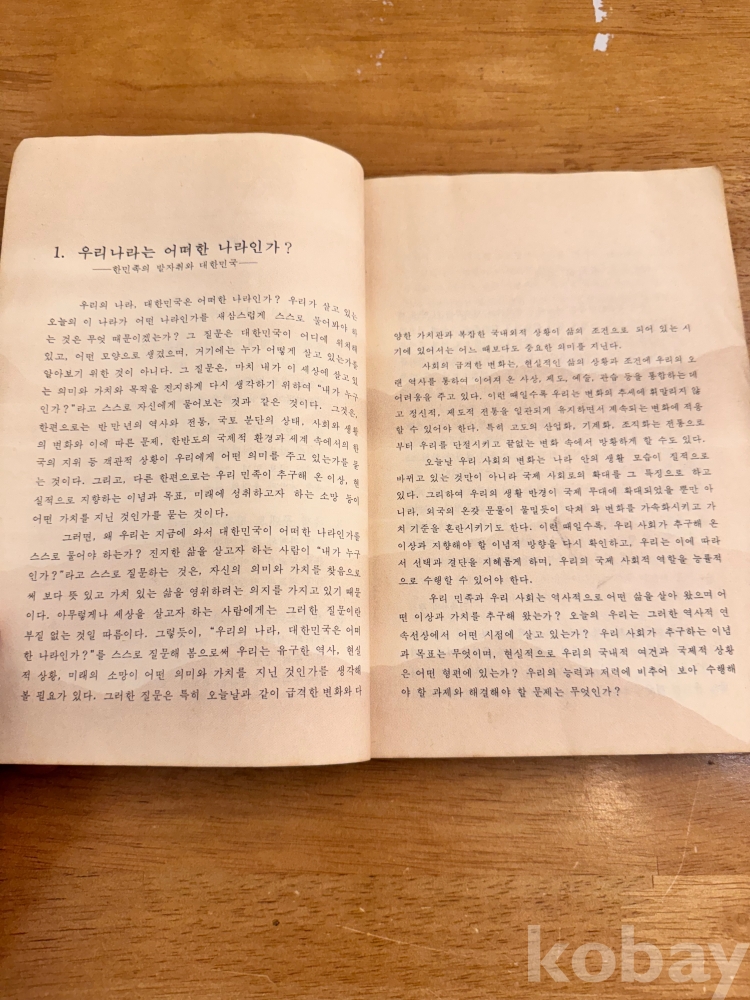 1. 우리나라는 어떠한 나라인가?
──한민족의 발자취와 대한민국──
우리의 나라, 대한민국은 어떠한 나라인가? 우리가 살고 있는
오늘의 이 나라가 어떤 나라인가를 새삼스럽게 스스로 물어봐야 하
는 것은 무엇 때문이겠는가? 그 질문은 대한민국이 어디에 위치해
있고, 어떤 모양으로 생겼으며, 거기에는 누가 어떻게 살고 있는가를
알아보기 위한 것이 아니다. 그 질문은, 마치 내가 이 세상에 살고 있
는 의미와 가치와 목적을 진지하게 다시 생각하기 위하여 “내가 누구
인가?”라고 스스로 자신에게 물어보는 것과 같은 것이다. 그것은,
한편으로는 반 만년의 역사와 전통, 국토 분단의 상태, 사회와 생활
의 변화와 이에 따른 문제, 한반도의 국제적 환경과 세계 속에서의 한
국의 지위 등 객관적 상황이 우리에게 어떤 의미를 주고 있는가를 묻
는 것이다. 그리고, 다른 한편으로는 우리 민족이 추구해 온 이상, 현
실적으로 지향하는 이념과 목표, 미래에 성취하고자 하는 소망 등이
어떤 가치를 지닌 것인가를 묻는 것이다.
그러면, 왜 우리는 지금에 와서 대한민국이 어떠한 나라인가를
스스로 물어야 하는가? 진지한 삶을 살고자 하는 사람이 “내가 누구
인가?”라고 스스로 질문하는 것은, 자신의 의미와 가치를 찾음으로
써 보다 뜻 있고 가치 있는 삶을 영위하려는 의지를 가지고 있기 때문
이다. 아무렇게나 세상을 살고자 하는 사람에게는 그러한 질문이란
부질 없는 것일 따름이다. 그렇듯이, “우리의 나라, 대한민국은 어떠
한 나라인가?”를 스스로 질문해 봄으로써 우리는 유구한 역사, 현실
적 상황, 미래의 소망이 어떤 의미와 가치를 지닌 것인가를 생각해
볼 필요가 있다. 그러한 질문은 특히 오늘날과 같이 급격한 변화와 다
양한 가치관과 복잡한 국내외적 상황이 삶의 조건으로 되어 있는 시
기에 있어서는 어느 때보다도 중요한 의미를 지닌다.
사회의 급격한 변화는, 현실적인 삶의 상황과 조건에 우리의 오
랜 역사를 통하여 이어져 온 사상, 제도, 예술, 관습 등을 통합하는 데
어려움을 주고 있다. 이런 때일수록 우리는 변화의 추세에 휘말리지 않
고 정신적, 제도적 전통을 일관되게 유지하면서 계속되는 변화에 적응
할 수 있어야 한다. 특히 고도의 산업화, 기계화, 조직화는 전통으로
부터 우리를 단절시키고 끝없는 변화 속에서 방황하게 할 수도 있다.
오늘날 우리 사회의 변화는 나라 안의 생활 모습이 질적으로
바뀌고 있는 것만이 아니라 국제 사회로의 확대를 그 특징으로 하고
있다. 그리하여 우리의 생활 반경이 국제 무대에 확대되었을 뿐만 아
니라, 외국의 온갖 문물이 물밀듯이 닥쳐 와 변화를 가속화시키고 가
치 기준을 혼란시키기도 한다. 이런 때일수록, 우리 사회가 추구해 온
이상과 지향해야 할 이념적 방향을 다시 확인하고, 우리는 이에 따라
서 선택과 결단을 지혜롭게 하며, 우리의 국제 사회적 역할을 능률적
으로 수행할 수 있어야 한다.
우리 민족과 우리 사회는 역사적으로 어떤 삶을 살아 왔으며 어
떤 이상과 가치를 추구해 왔는가? 오늘의 우리는 그러한 역사적 연
속선상에서 어떤 시점에 살고 있는가? 우리 사회가 추구하는 이념
과 목표는 무엇이며, 현실적으로 우리의 국내적 여건과 국제적 상황
은 어떤 형편에 있는가? 우리의 능력과 저력에 비추어 보아 수행해
야 할 과제와 해결해야 할 문제는 무엇인가?
kobay